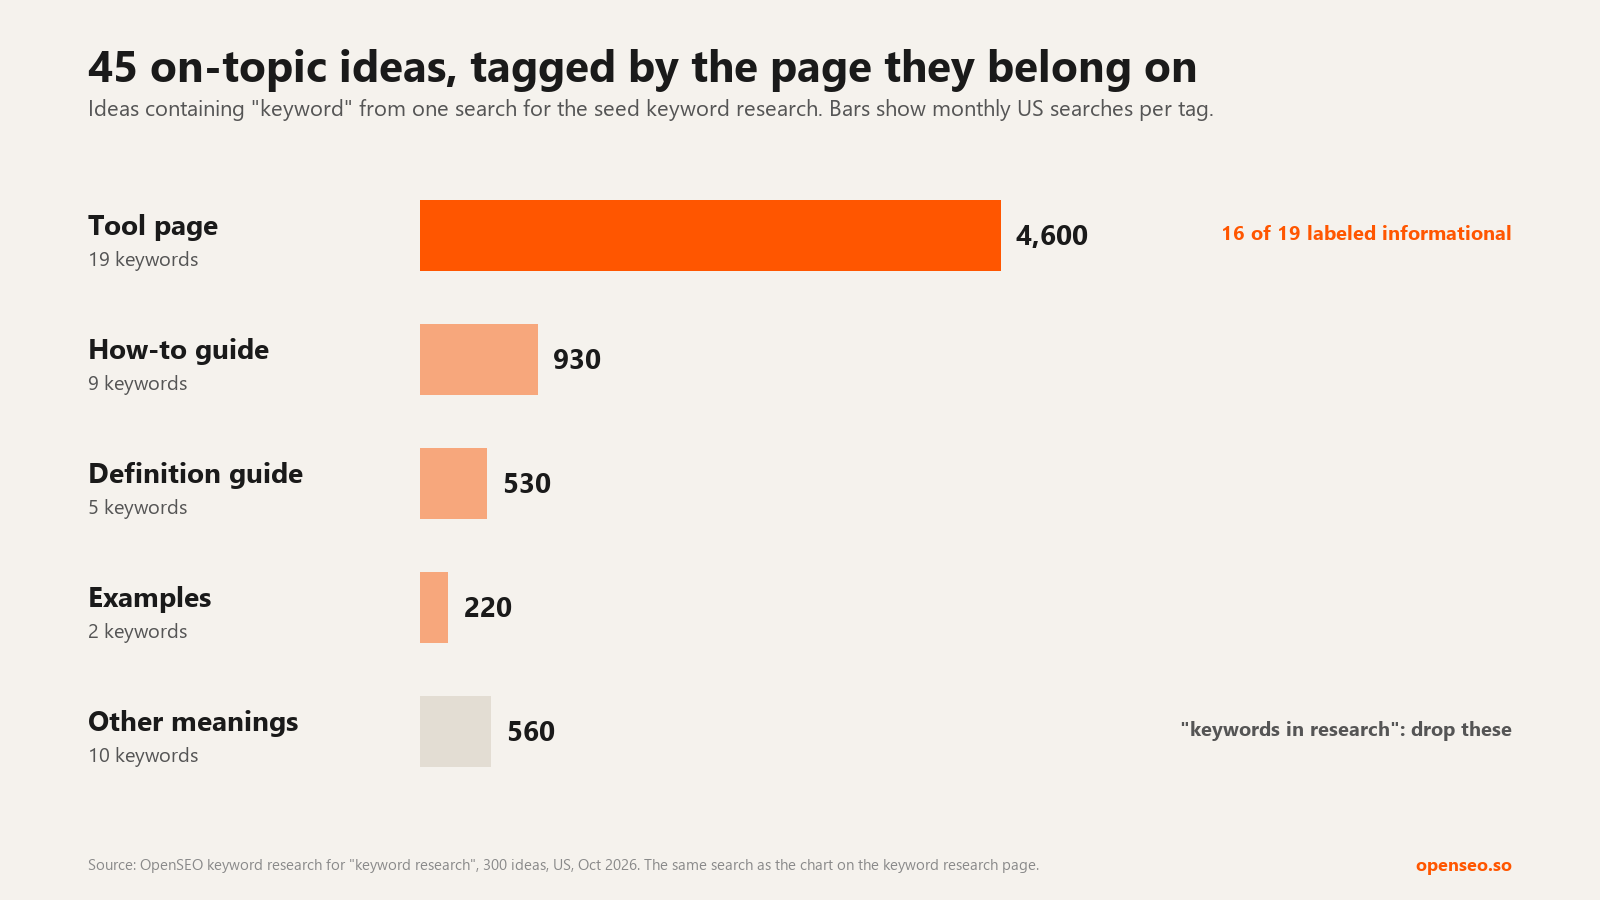 45 on-topic ideas, tagged by the page they belong on
Ideas containing "keyword" from one search for the seed keyword research. Bars show monthly US searches per tag.
Tool page
19 keywords
4,600
16 of 19 labeled informational
How-to guide
9 keywords
930
Definition guide
5 keywords
530
Examples
2 keywords
220
Other meanings
10 keywords
560
"keywords in research": drop these
Source: OpenSEO keyword research for "keyword research", 300 ideas, US, Oct 2026. The same search as the chart on the keyword research page.
openseo.so